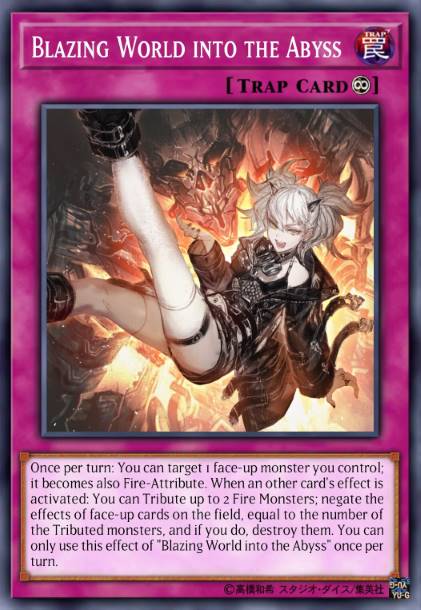 BLAZING WORLD INTO THE ABYSS
TRAP
罠
[TRAP CARD]
Once per turn: You can target 1 face-up monster you control;
it becomes also Fire-Attribute. When an other card's effect is
activated: You can Tribute up to 2 Fire Monsters; negate the
effects of face-up cards on the field, equal to the number of
the Tributed monsters, and if you do, destroy them. You can
only use this effect of "Blazing World into the Abyss" once per
turn.
©高橋和希 スタジオ・ダイス/集英社